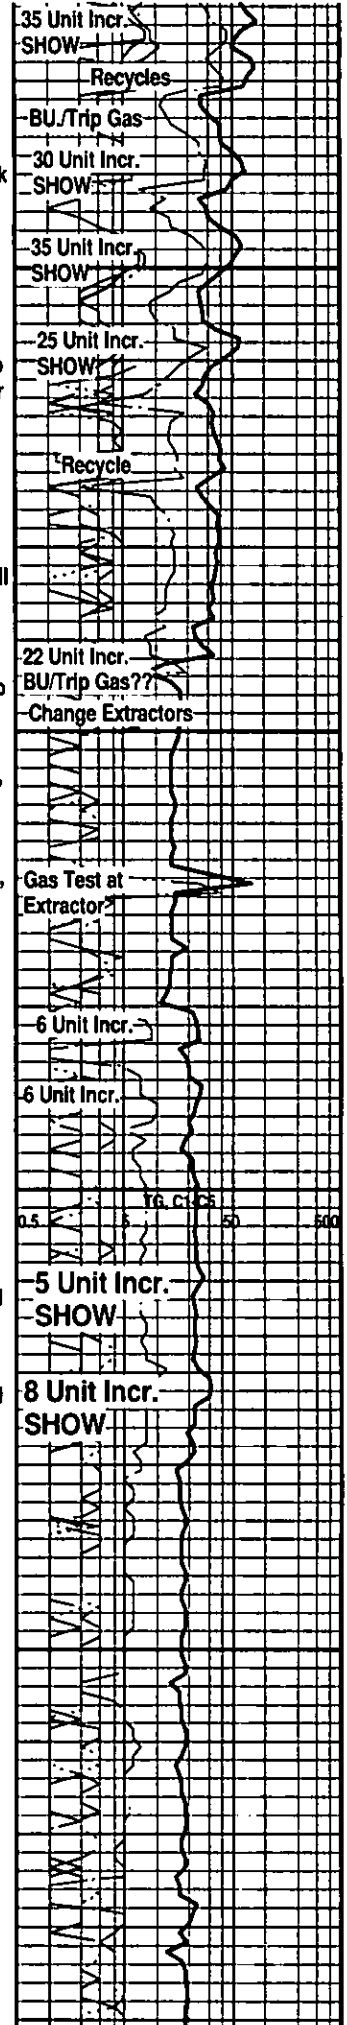 35 Unit Incr.
SHOW
Recycles
BU./Trip Gas
30 Unit Incr.
SHOW
35 Unit Incr.
SHOW
25 Unit Incr.
SHOW
Recycle
22 Unit Incr.
BU/Trip Gas??
Change Extractors
Gas Test at
Extractor
6 Unit Incr.
6 Unit Incr.
TG, C1-C5
0.5 5 50 500
5 Unit Incr.
SHOW
8 Unit Incr.
SHOW